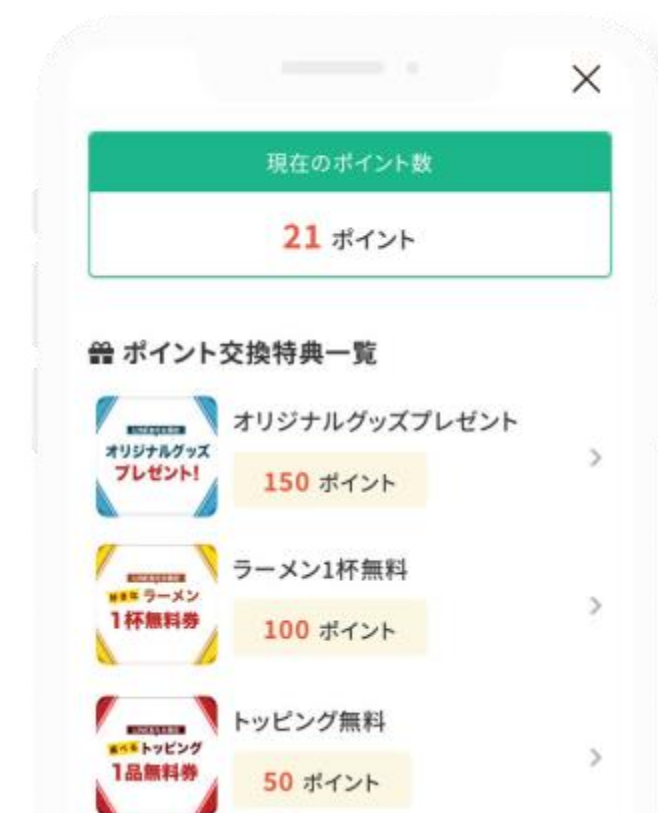 現在のポイント数
21 ポイント
ポイント交換特典一覧
オリジナルグッズ
プレゼント!
オリジナルグッズプレゼント
150 ポイント
ラーメン
1杯無料券
ラーメン1杯無料
100 ポイント
選べるトッピング
1品無料券
トッピング無料
50 ポイント